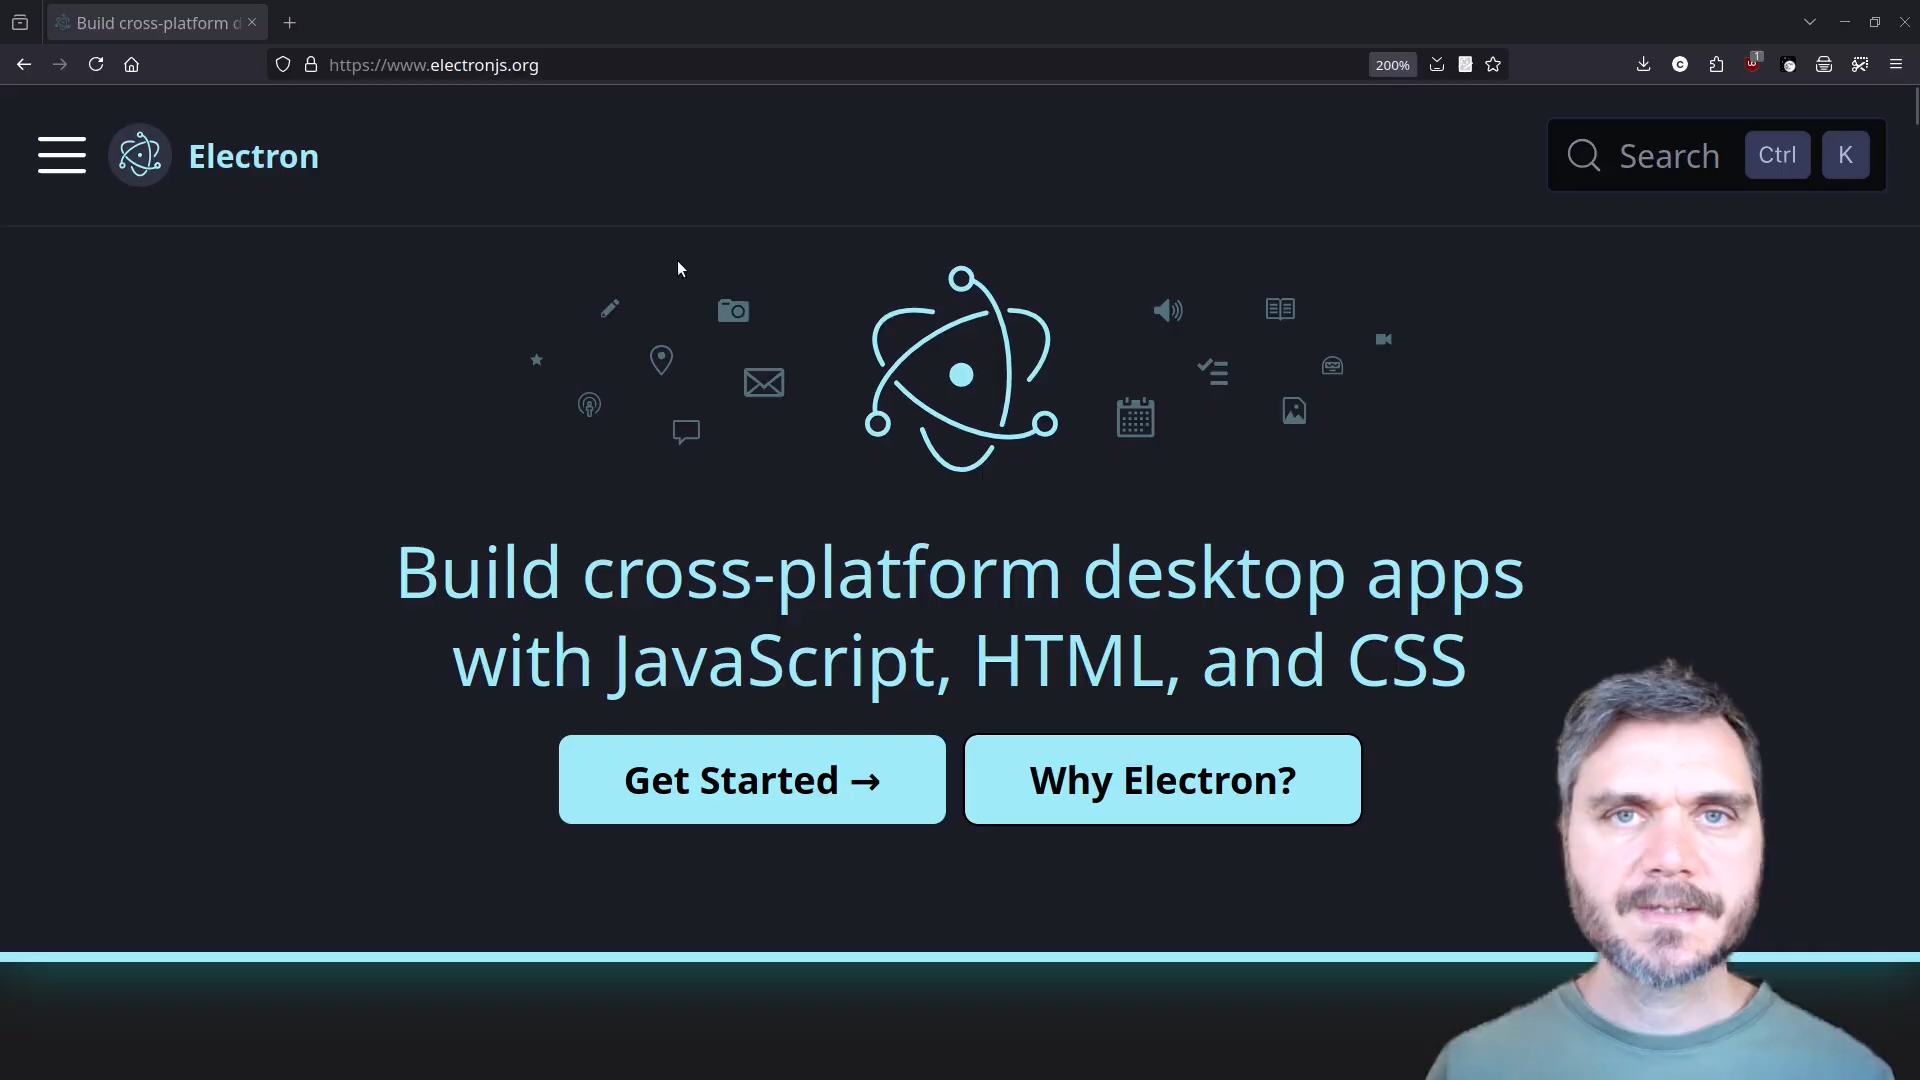 Build cross-platform d
https://www.electronjs.org
200%
1
Electron
Search Ctrl K
Build cross-platform desktop apps
with JavaScript, HTML, and CSS
Get Started →
Why Electron?